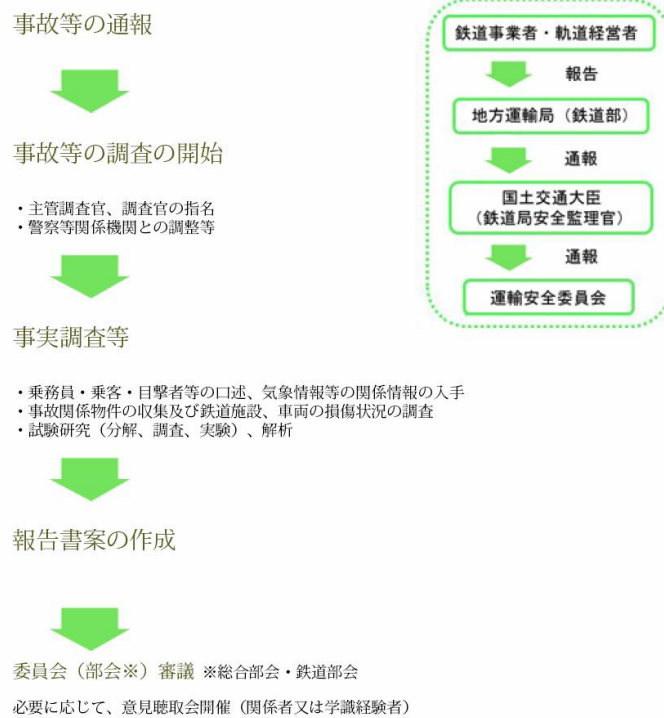 事故等の通報
鉄道事業者・軌道経営者
報告
地方運輸局（鉄道部）
通報
国土交通大臣
（鉄道局安全監理官）
通報
運輸安全委員会
事故等の調査の開始
・主管調査官、調査官の指名
・警察等関係機関との調整等
事実調査等
・乗務員・乗客・目撃者等の口述、気象情報等の関係情報の入手
・事故関係物件の収集及び鉄道施設、車両の損傷状況の調査
・試験研究（分解、調査、実験）、解析
報告書案の作成
委員会（部会※）審議 ※総合部会・鉄道部会
必要に応じて、意見聴取会開催（関係者又は学識経験者）